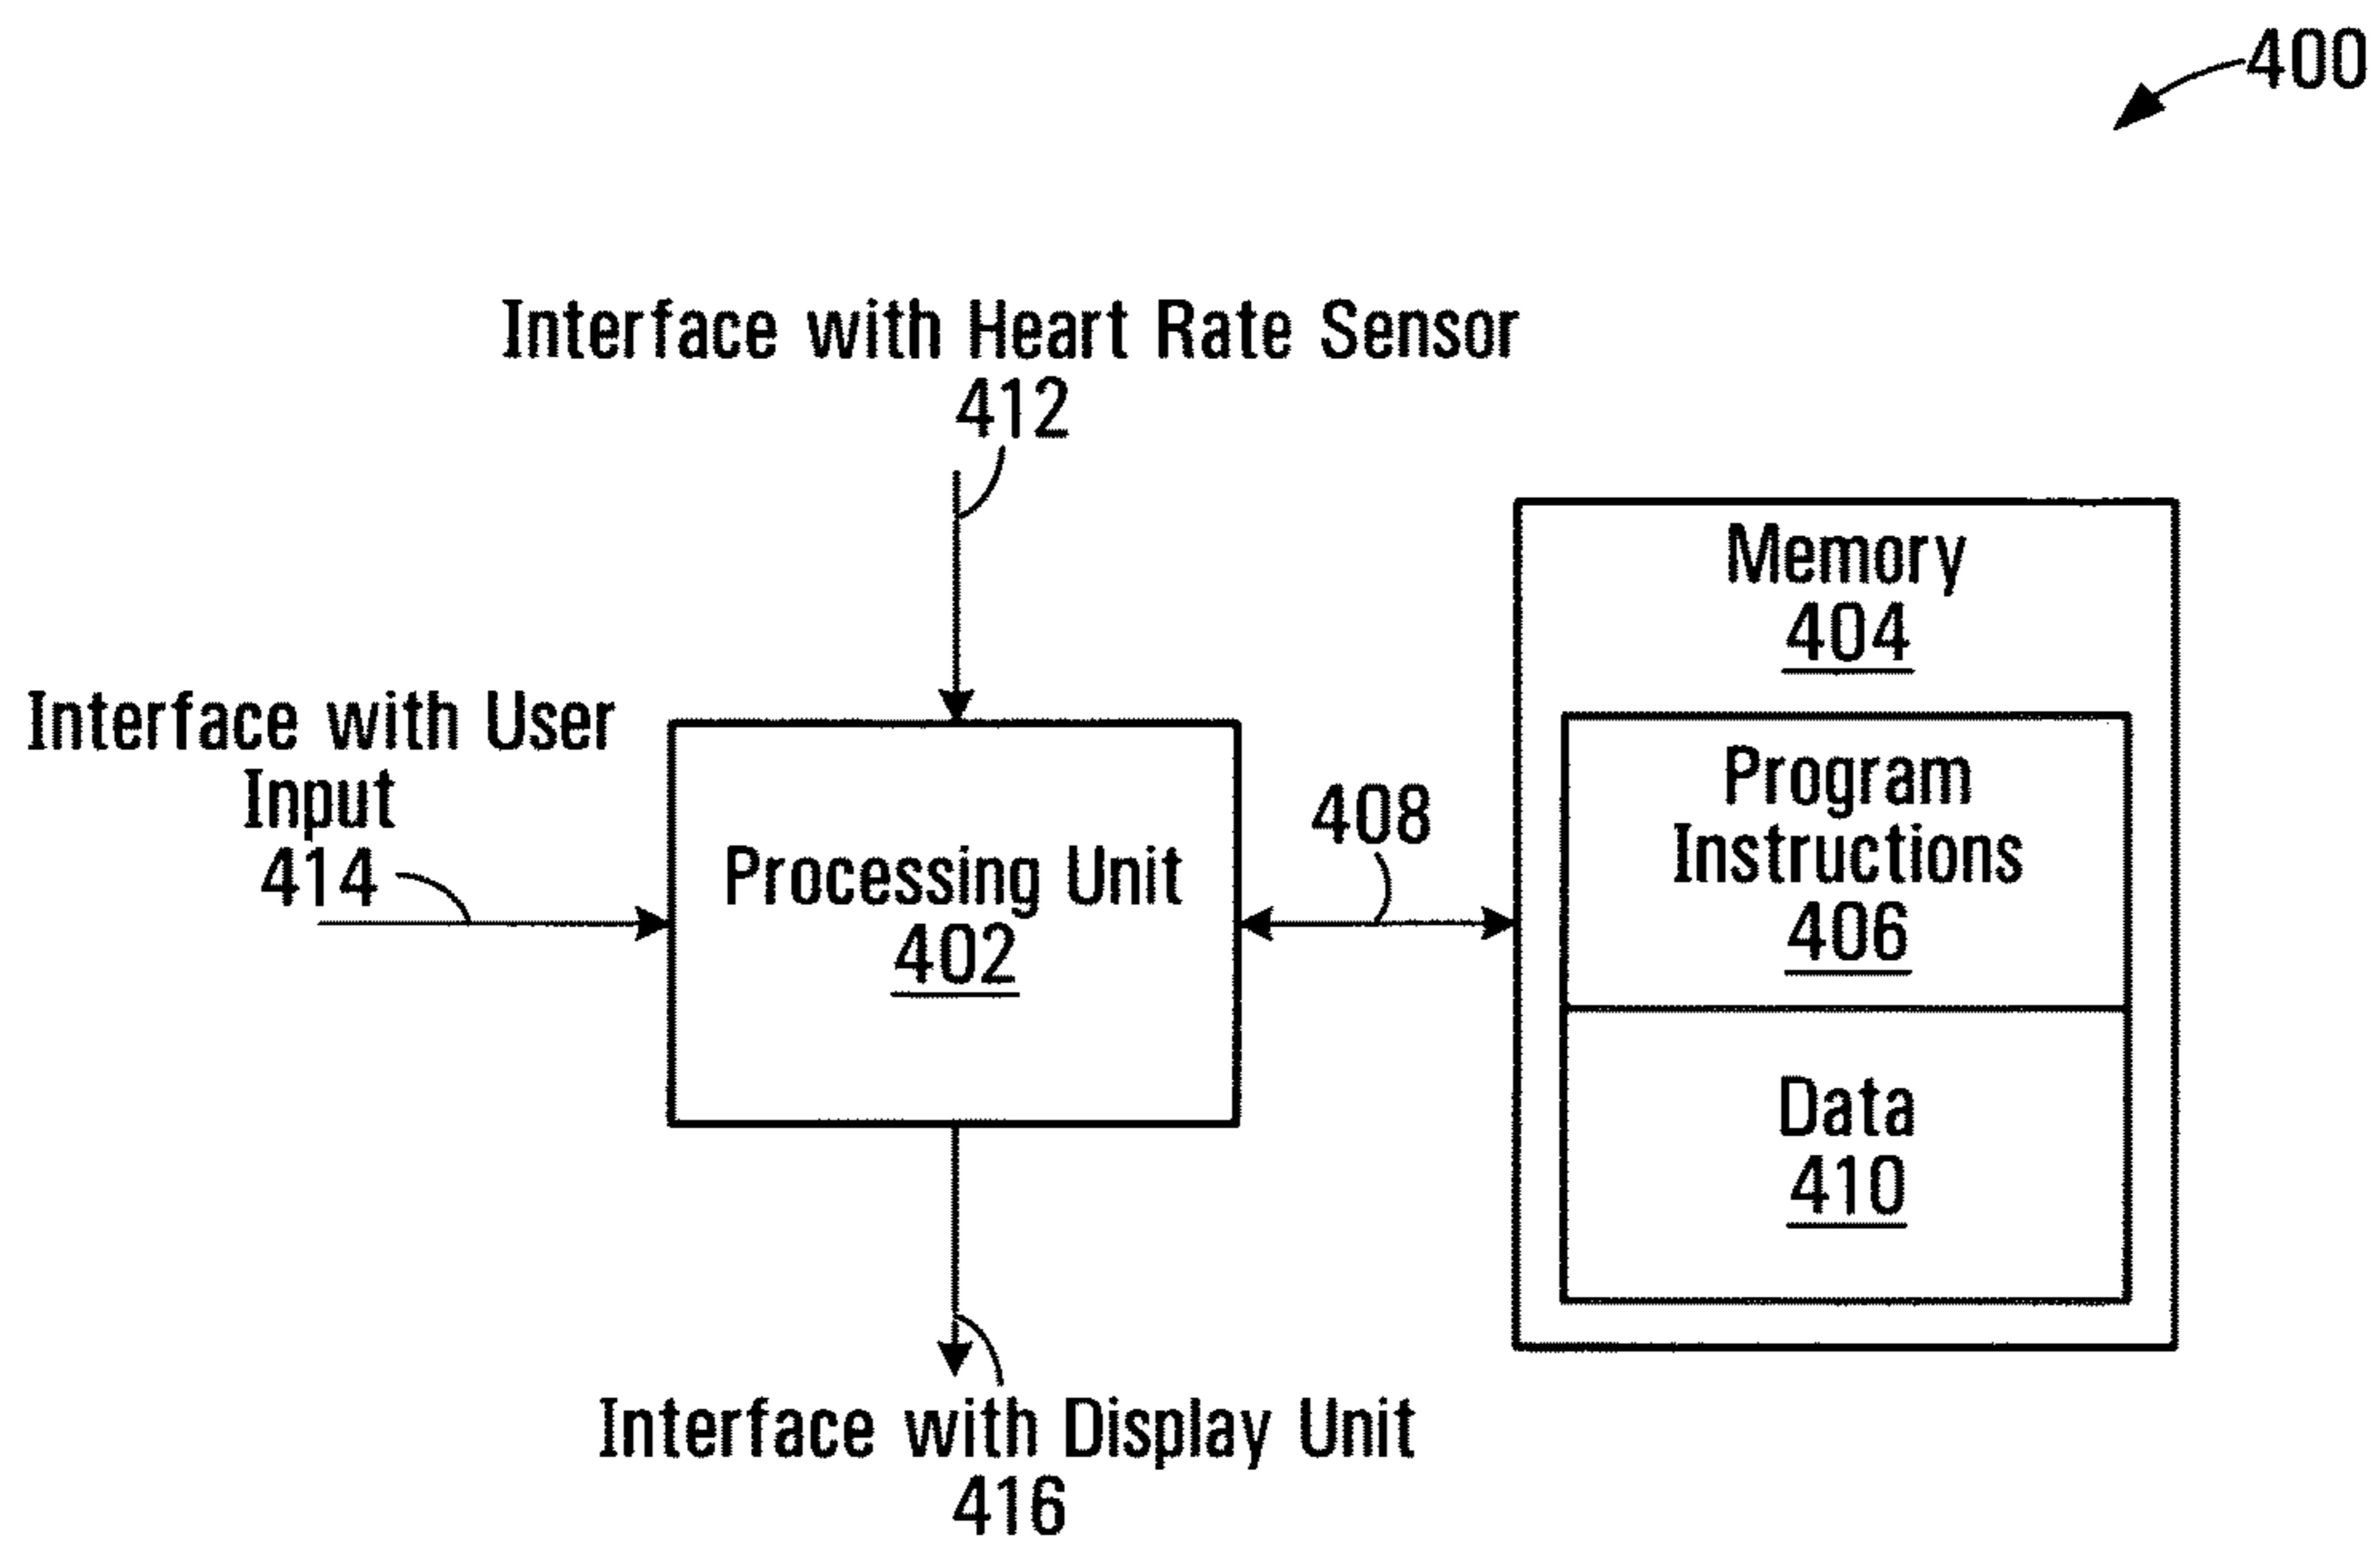 400
Interface with Heart Rate Sensor
412
Interface with User
Input
414
Processing Unit
402
408
Memory
404
Program
Instructions
406
Data
410
Interface with Display Unit
416